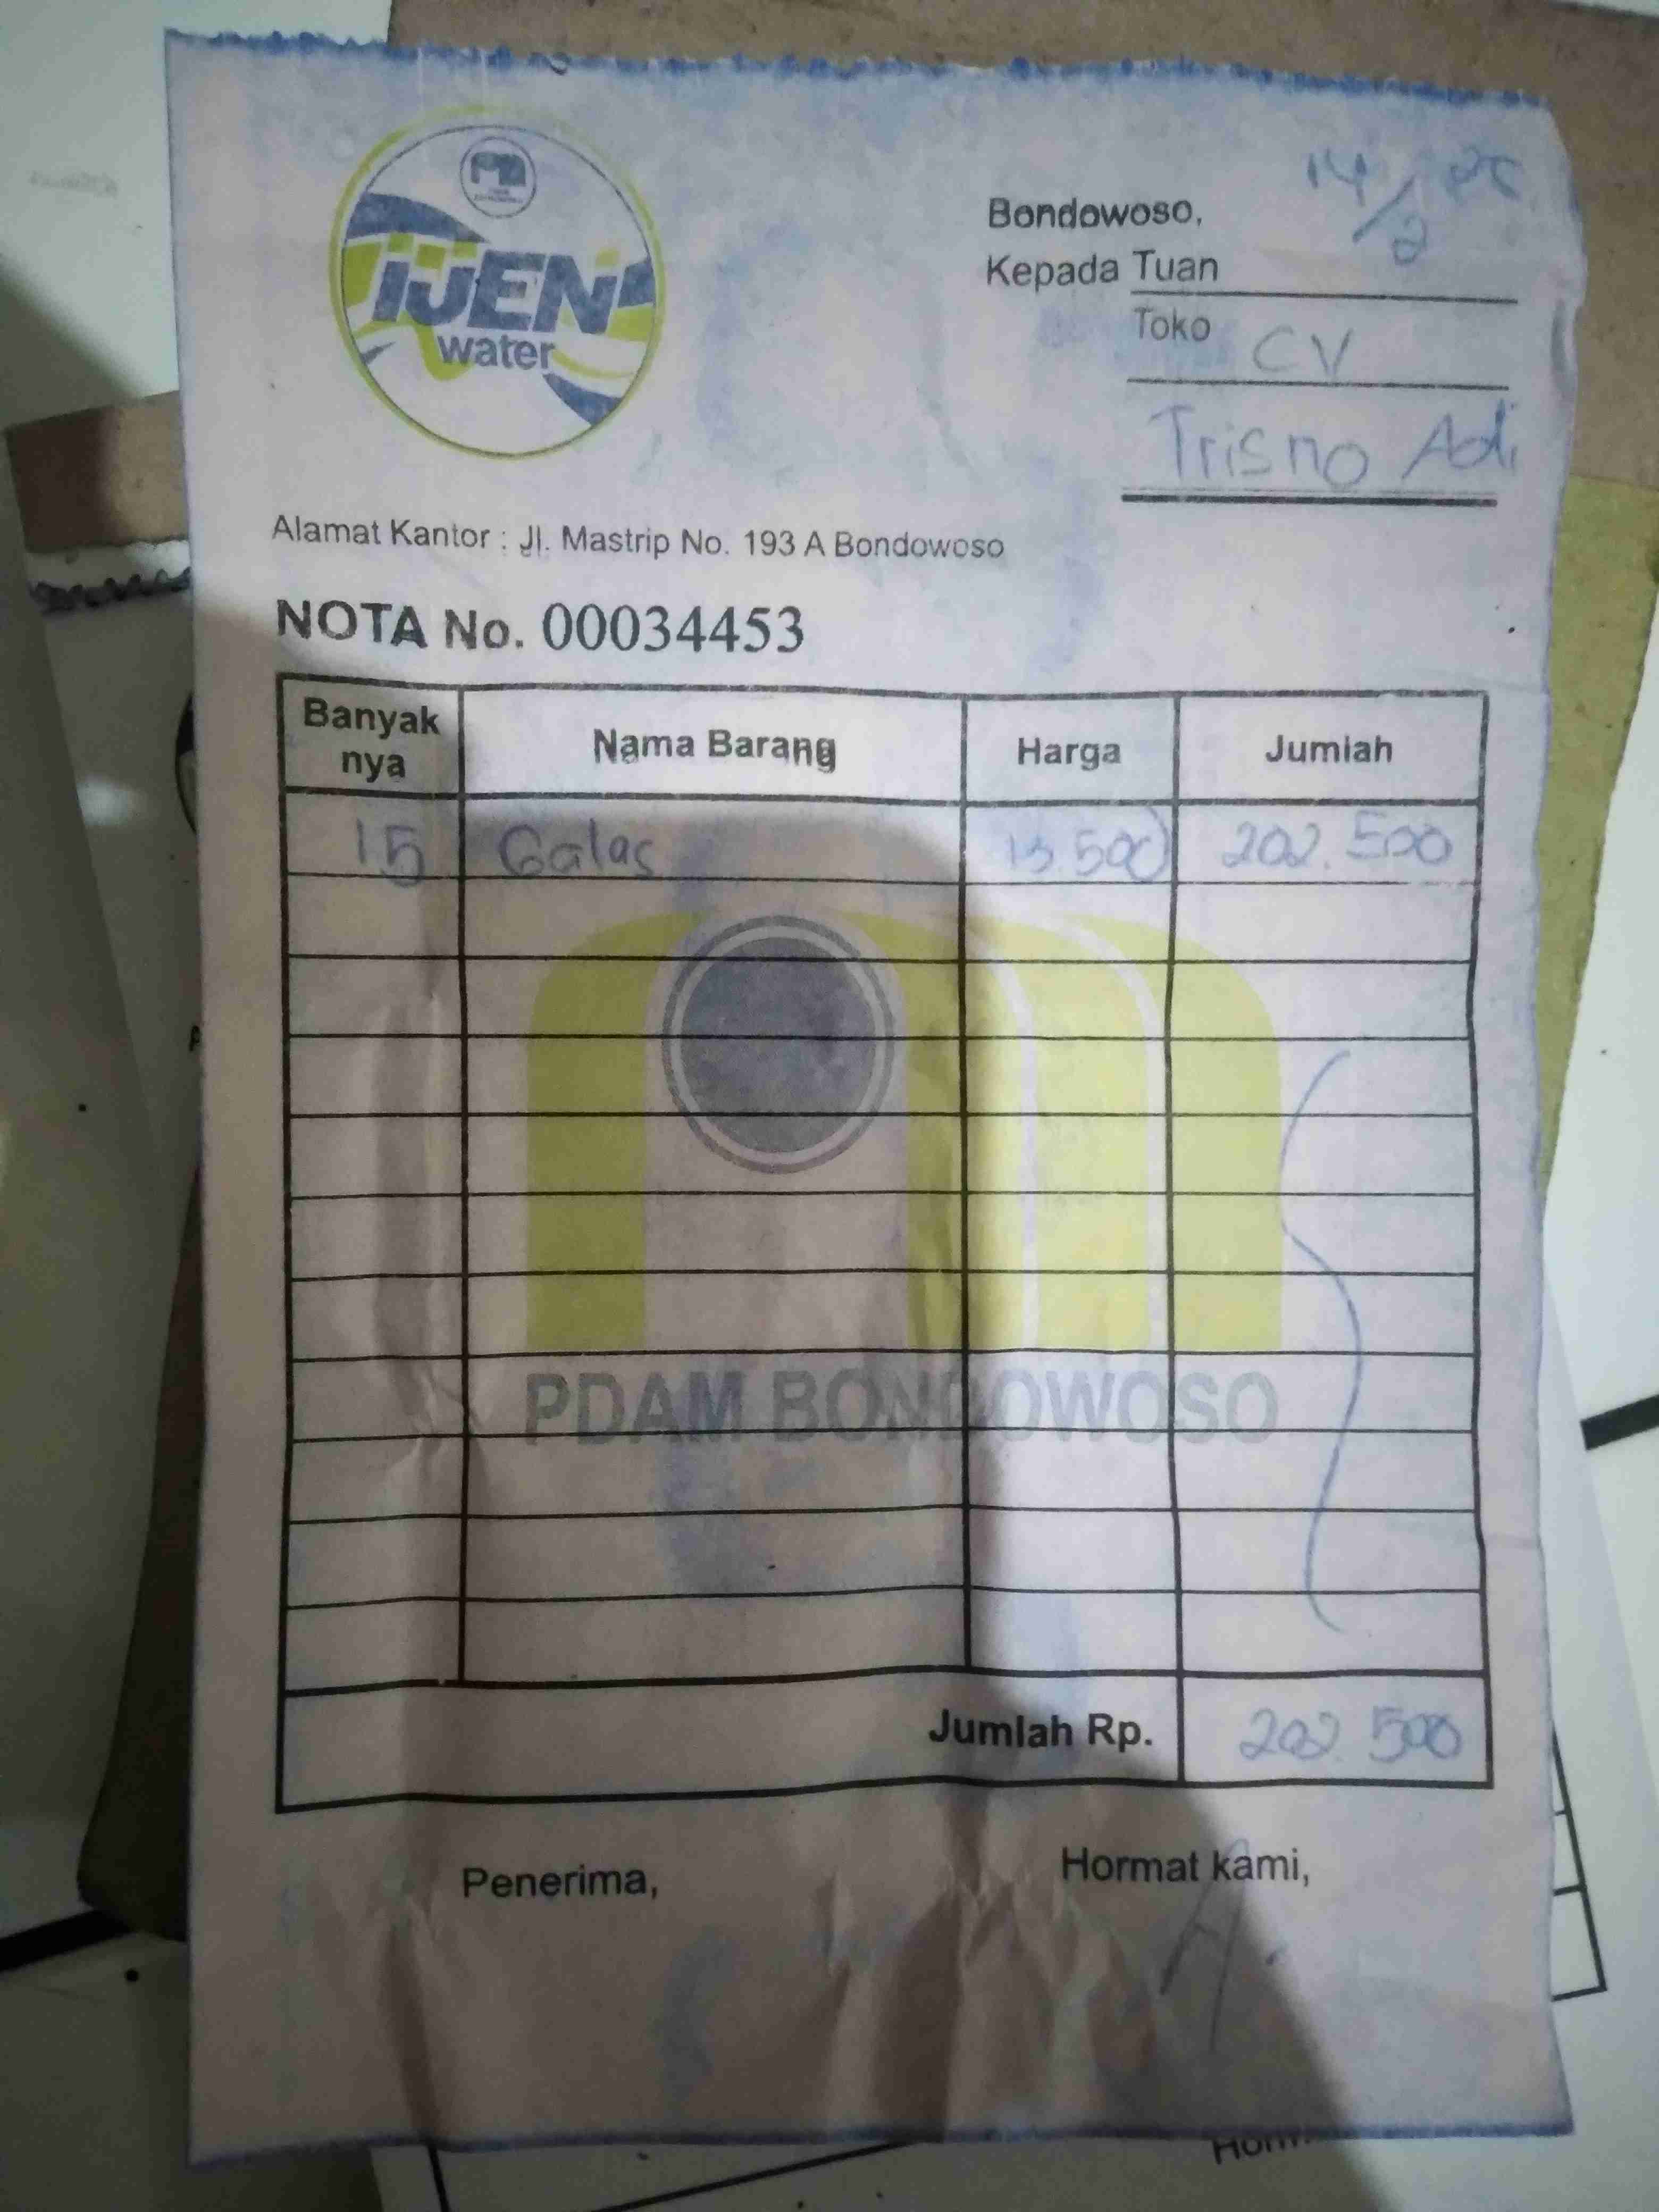 IJEN
water
Bondowoso, 14/2 25
Kepada Tuan
Toko CV
Trisno Adi
Alamat Kantor : Jl. Mastrip No. 193 A Bondowoso
NOTA No. 00034453
Banyak nya Nama Barang Harga Jumlah
15 Gelas 13.500 202.500
PDAM BONDOWOSO
Jumlah Rp. 202.500
Penerima, Hormat kami,